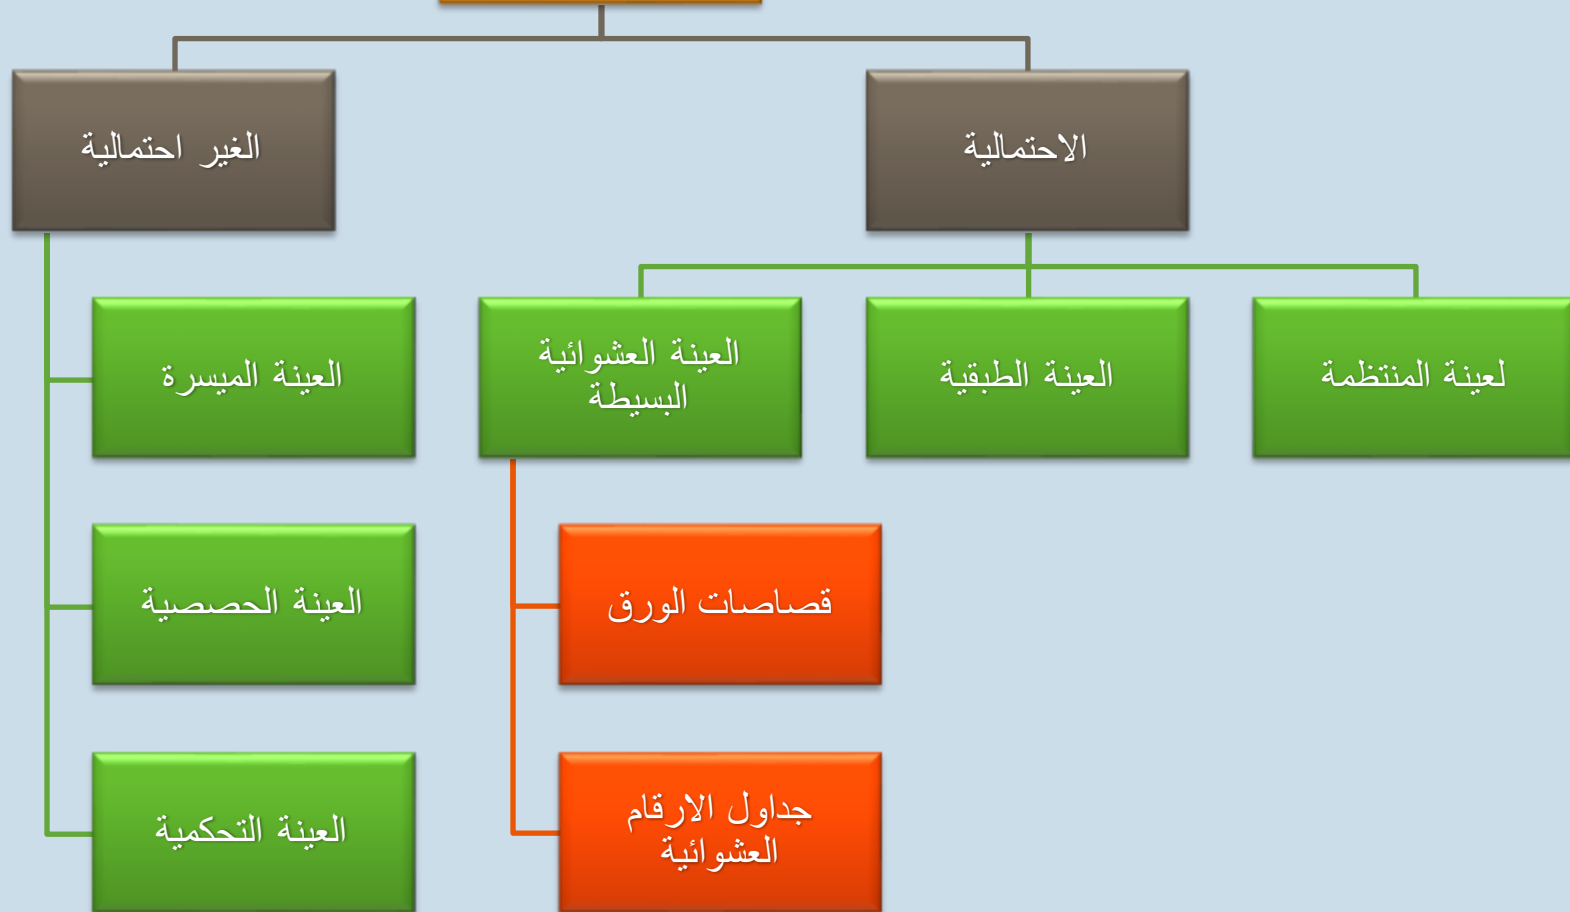 الاحتمالية
الغير احتمالية
لعينة المنتظمة
العينة الطبقية
العينة العشوائية
البسيطة
العينة الميسرة
قصاصات الورق
العينة الحصصية
جداول الارقام
العشوائية
العينة التحكمية